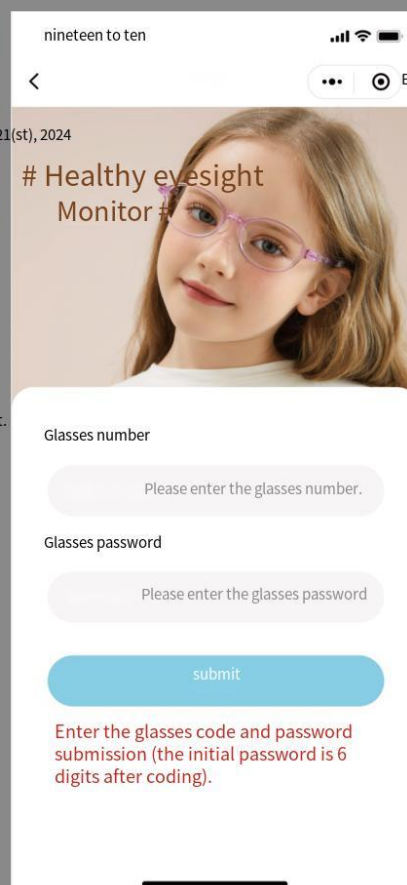 nineteen to ten
21(st), 2024
# Healthy eyesight
Monitor #
Glasses number
Please enter the glasses number.
Glasses password
Please enter the glasses password
submit
Enter the glasses code and password
submission (the initial password is 6
digits after coding).